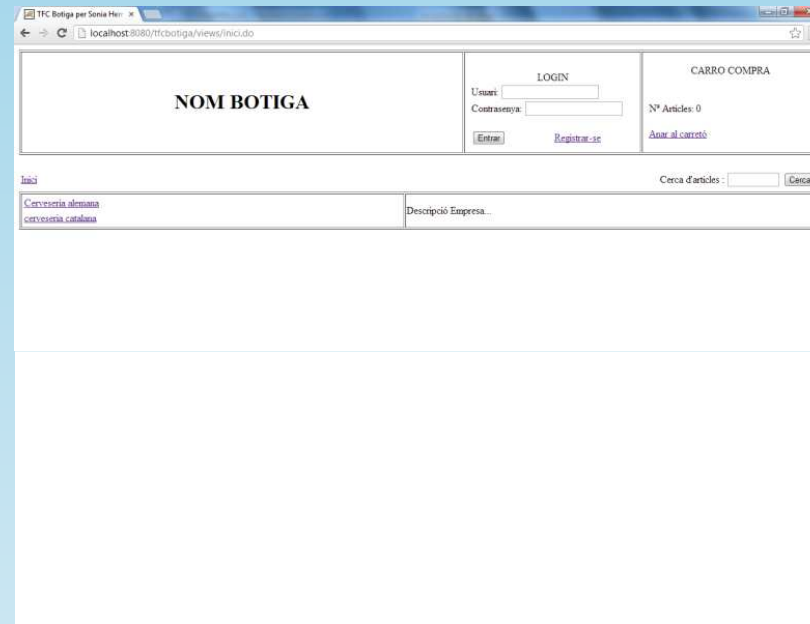 TFC Botiga per Sonia Her
localhost:8080/tfcbotiga/views/inici.do
NOM BOTIGA
LOGIN
Usuari:
Contrasenya:
Entrar
Registrar-se
CARRO COMPRA
Nº Articles: 0
Anar al carretó
Inici
Cerca d'articles :
Cerca
Cerveseria alemana
cerveseria catalana
Descripció Empresa...